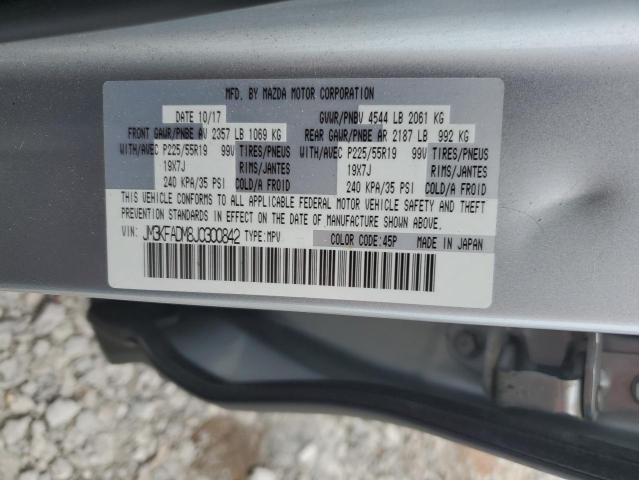 MFD. BY MAZDA MOTOR CORPORATION
DATE 10/17 GVWR/PNBV 4544 LB 2061 KG
FRONT GAWR/PNBE AV 2357 LB 1069 KG REAR GAWR/PNBE AR 2187 LB 992 KG
WITH/AVEC P225/55R19 99V TIRES/PNEUS WITH/AVEC P225/55R19 99V TIRES/PNEUS
19X7J RIMS/JANTES 19X7J RIMS/JANTES
240 KPA/35 PSI COLD/A FROID 240 KPA/35 PSI COLD/A FROID
THIS VEHICLE CONFORMS TO ALL APPLICABLE FEDERAL MOTOR VEHICLE SAFETY AND THEFT
PREVENTION STANDARDS IN EFFECT ON THE DATE OF MANUFACTURE SHOWN ABOVE.
VIN: JM3KFADM8J0300842 TYPE:MPV COLOR CODE:45P MADE IN JAPAN